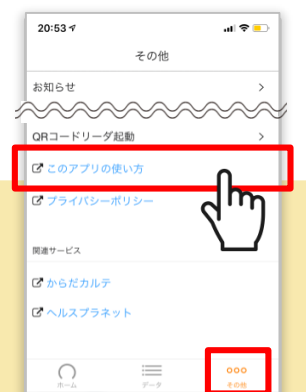 20:53
その他
お知らせ
QRコードリーダ起動
このアプリの使い方
プライバシーポリシー
関連サービス
からだカルテ
ヘルスプラネット
ホーム データ その他